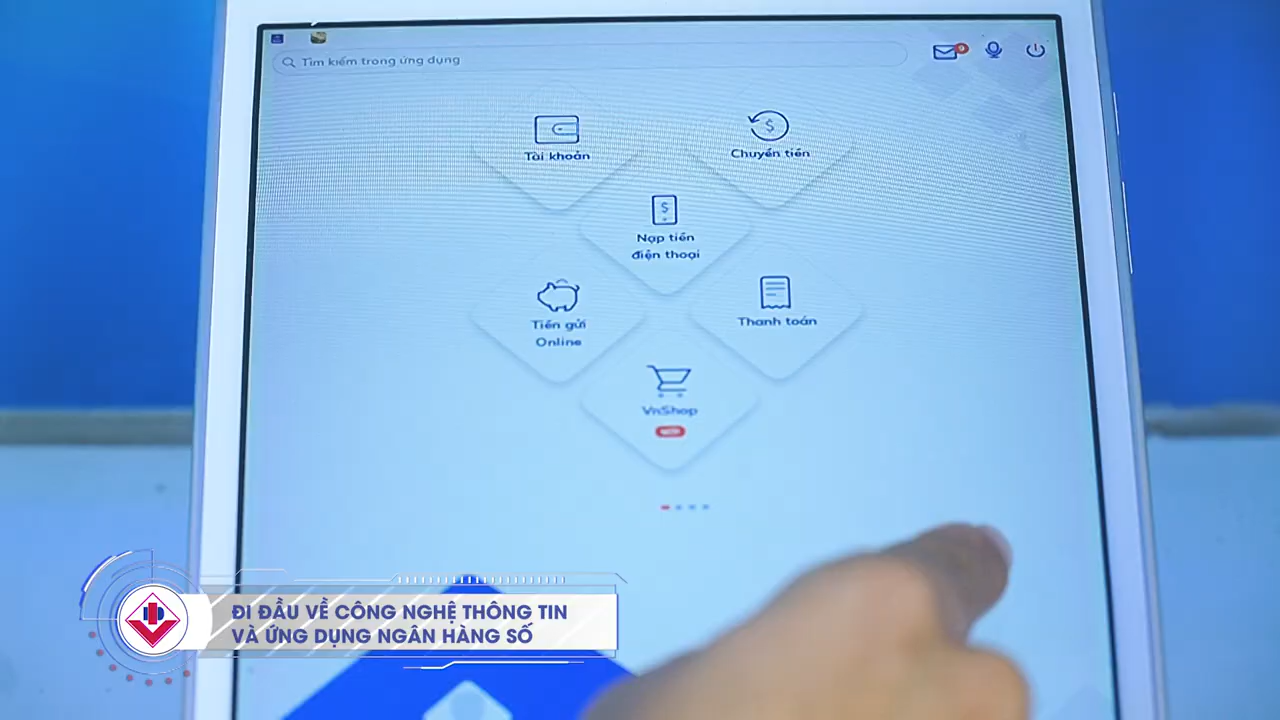 Tìm kiếm trong ứng dụng
9
Tài khoản
Chuyển tiền
Nạp tiền
điện thoại
Tiền gửi
Online
Thanh toán
VnShop
ĐI ĐẦU VỀ CÔNG NGHỆ THÔNG TIN
VÀ ỨNG DỤNG NGÂN HÀNG SỐ